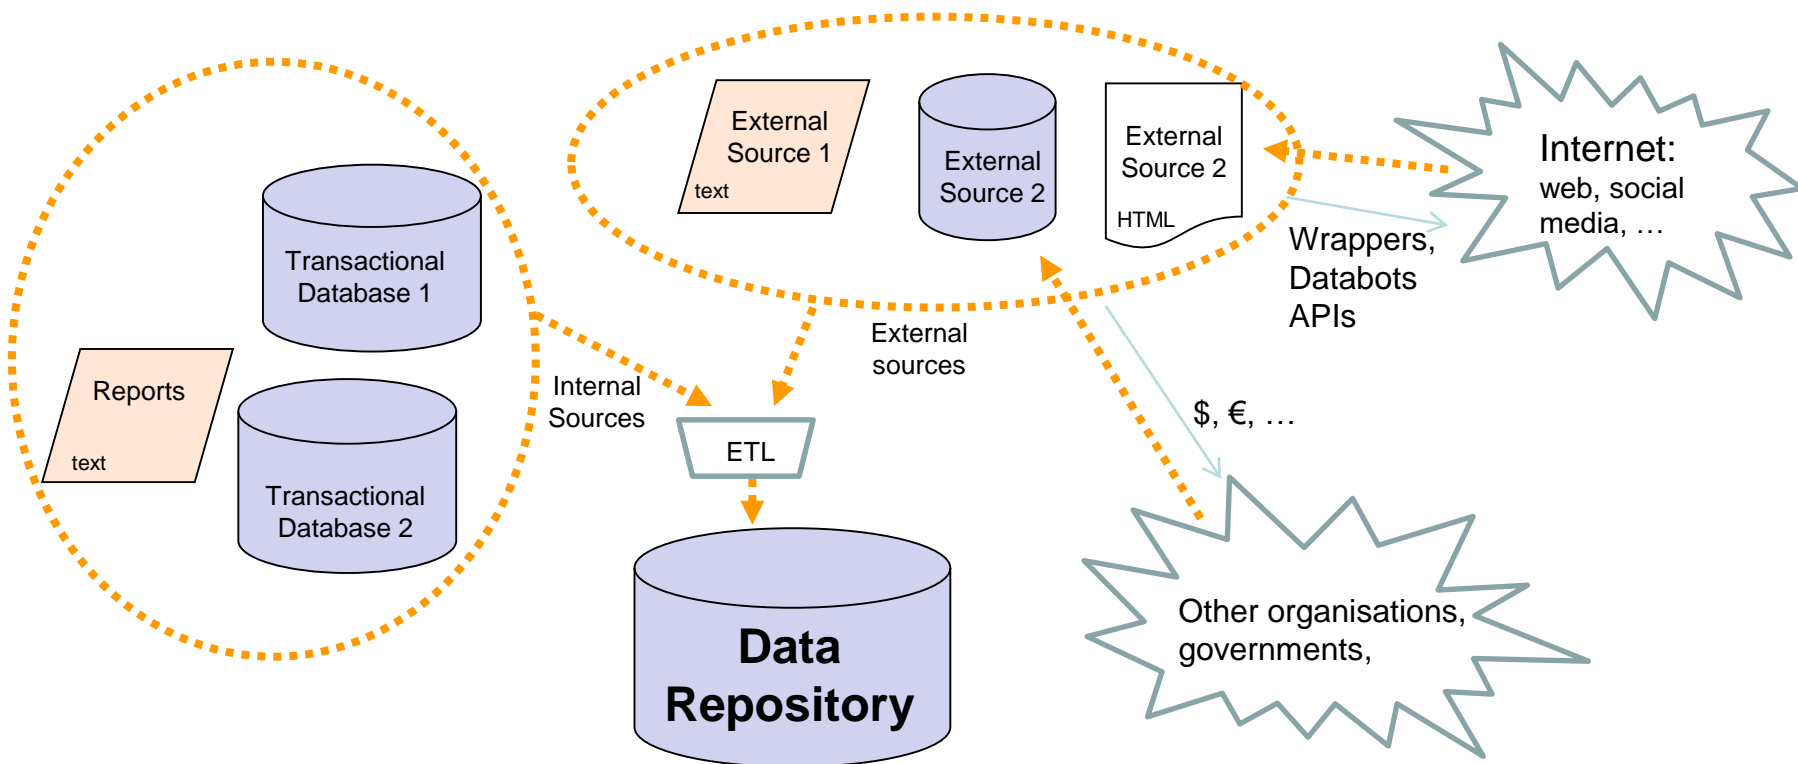 External
Source 1
text
External
Source 2
External
Source 2
HTML
Internet:
web, social
media, …
Wrappers,
Databots
APIs
Transactional
Database 1
Reports
text
Transactional
Database 2
Internal
Sources
External
sources
$, €, …
ETL
Data
Repository
Other organisations,
governments,